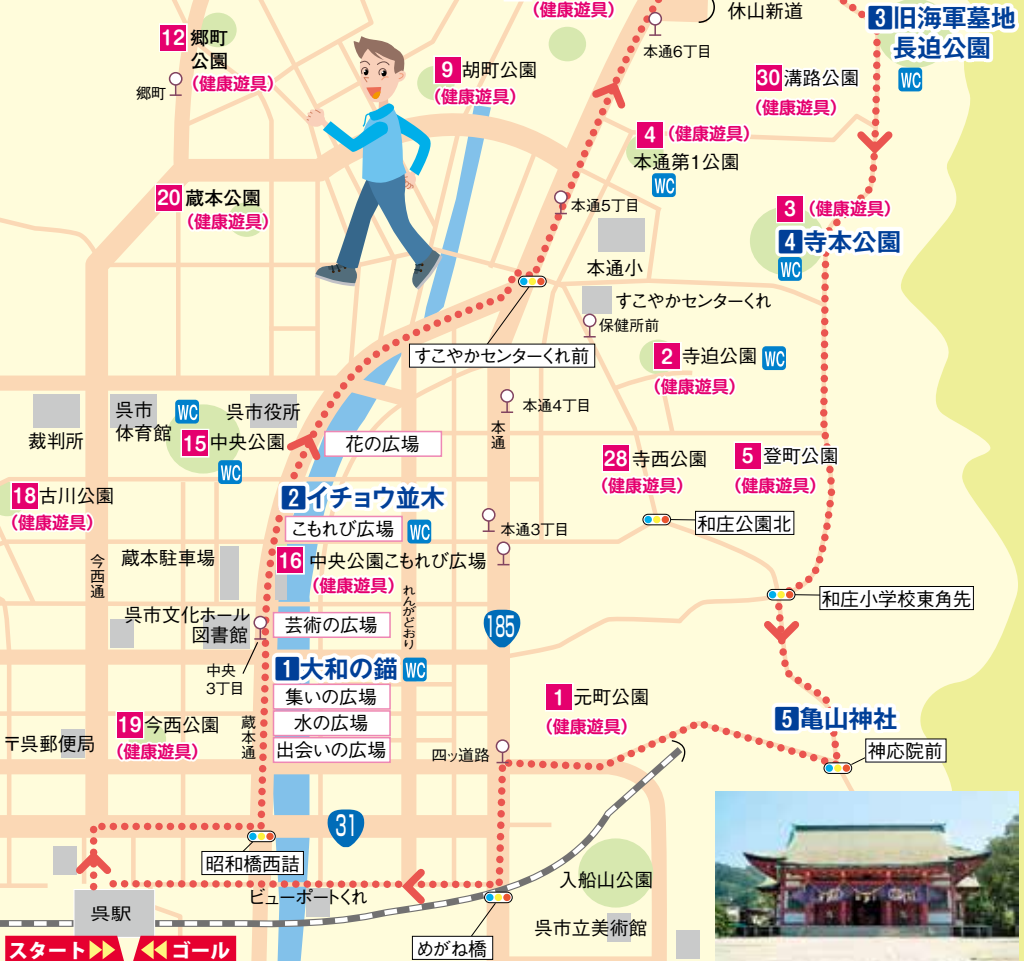 (健康遊具)
休山新道
本通6丁目
3 旧海軍墓地
長迫公園
WC
12 郷町
公園
(健康遊具)
郷町
9 胡町公園
(健康遊具)
30 溝路公園
(健康遊具)
4 (健康遊具)
本通第1公園
WC
20 蔵本公園
(健康遊具)
本通5丁目
3 (健康遊具)
4 寺本公園
WC
本通小
すこやかセンターくれ
保健所前
すこやかセンターくれ前
2 寺迫公園 WC
(健康遊具)
本通4丁目
本通
裁判所
呉市
体育館
WC
呉市役所
15 中央公園
WC
花の広場
28 寺西公園
(健康遊具)
5 登町公園
(健康遊具)
18 古川公園
(健康遊具)
2 イチョウ並木
こもれび広場 WC
本通3丁目
和庄公園北
今西通
蔵本駐車場
16 中央公園こもれび広場
(健康遊具)
れんがどおり
和庄小学校東角先
呉市文化ホール
図書館
芸術の広場
185
中央
3丁目
1 大和の錨 WC
集いの広場
水の広場
出会いの広場
1 元町公園
(健康遊具)
5 亀山神社
神応院前
19 今西公園
(健康遊具)
蔵本通
〒呉郵便局
四ッ道路
31
昭和橋西詰
入船山公園
ビューポートくれ
呉駅
呉市立美術館
めがね橋
スタート
ゴール